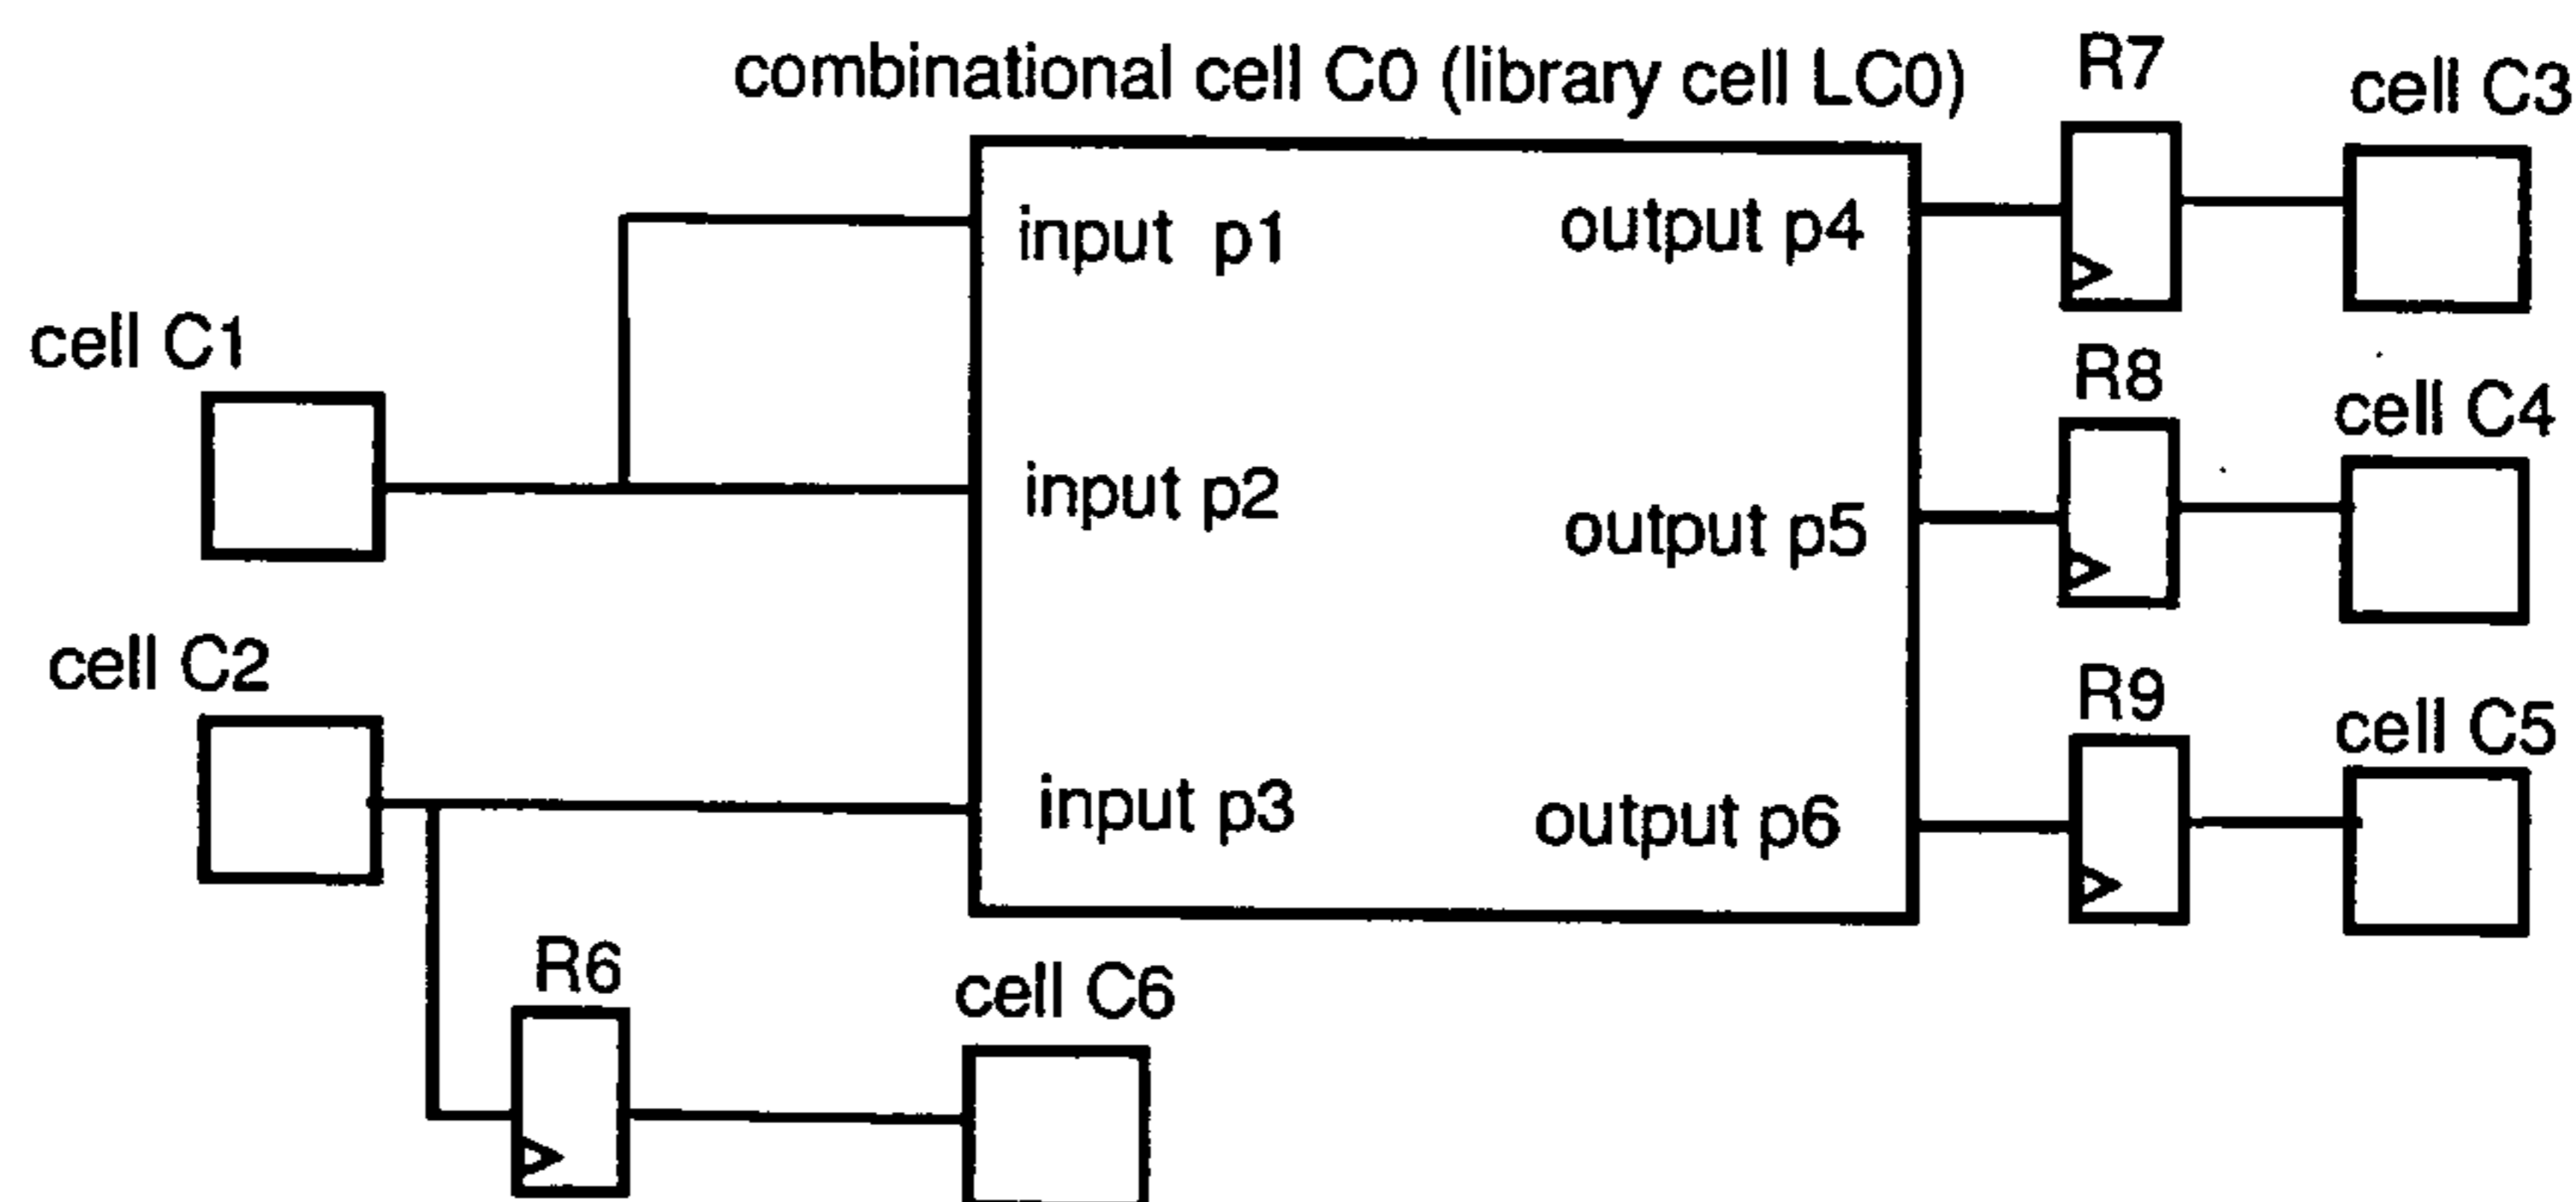 combinational cell C0 (library cell LC0)
R7
cell C3
input p1
output p4
cell C1
R8
cell C4
input p2
output p5
cell C2
R9
cell C5
input p3
output p6
R6
cell C6